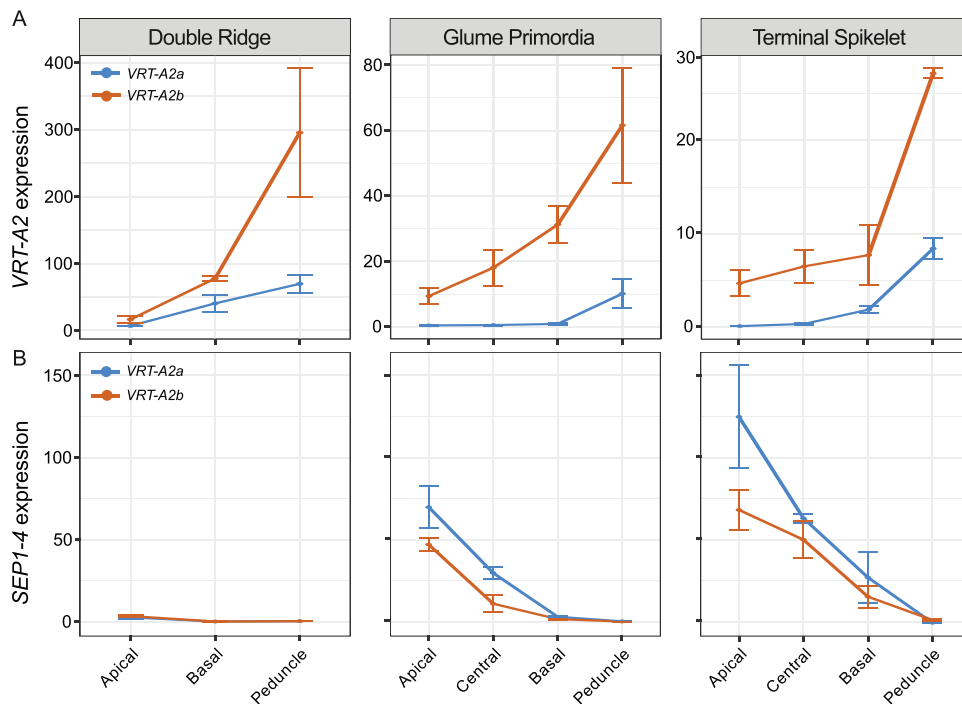 A
Double Ridge
Glume Primordia
Terminal Spikelet
VRT-A2 expression
400
300
200
100
0
VRT-A2a
VRT-A2b
80
60
40
20
0
30
20
10
0
B
SEP1-4 expression
150
100
50
0
VRT-A2a
VRT-A2b
Apical
Basal
Peduncle
Apical
Central
Basal
Peduncle
Apical
Central
Basal
Peduncle